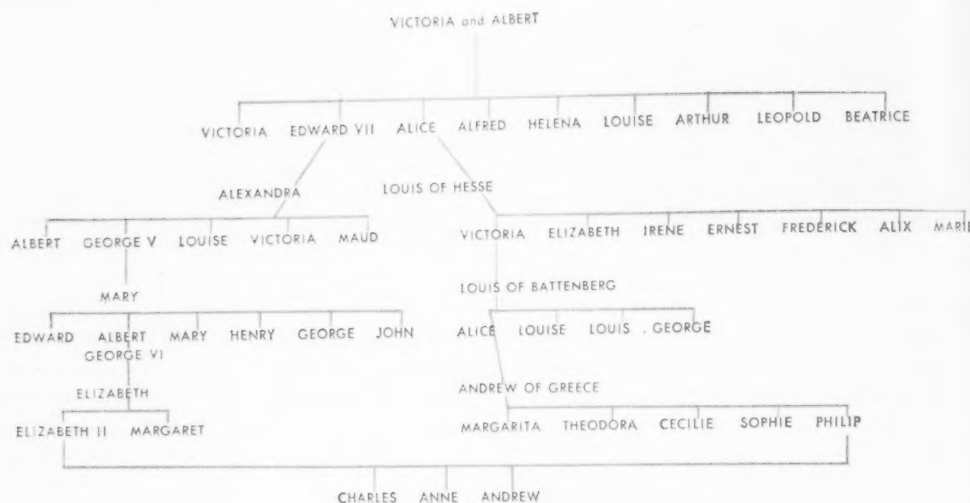 VICTORIA and ALBERT
VICTORIA EDWARD VII ALICE ALFRED HELENA LOUISE ARTHUR LEOPOLD BEATRICE
ALEXANDRA LOUIS OF HESSE
ALBERT GEORGE V LOUISE VICTORIA MAUD VICTORIA ELIZABETH IRENE ERNEST FREDERICK ALIX MARIE
MARY LOUIS OF BATTENBERG
EDWARD ALBERT MARY HENRY GEORGE JOHN ALICE LOUISE LOUIS . GEORGE
GEORGE VI
ELIZABETH ANDREW OF GREECE
ELIZABETH II MARGARET MARGARITA THEODORA CECILIE SOPHIE PHILIP
CHARLES ANNE ANDREW